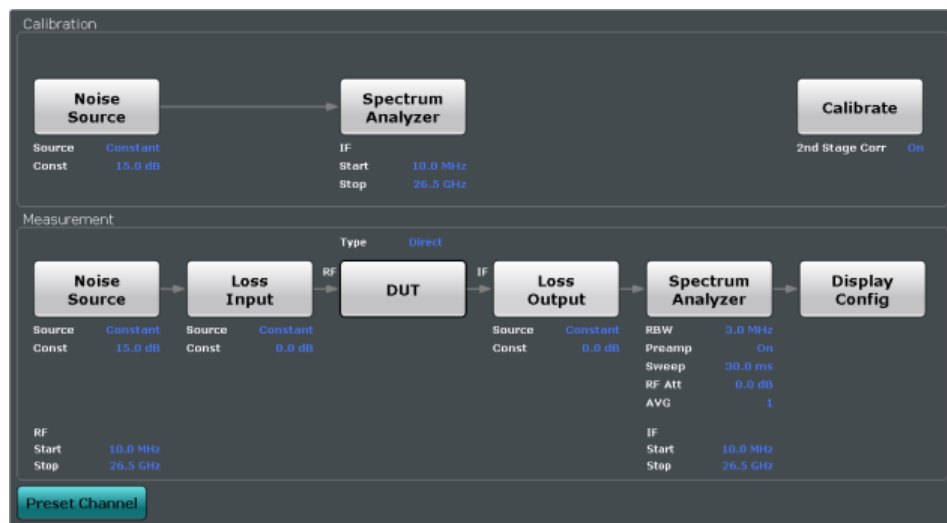 Calibration
Noise Source
Spectrum Analyzer
Calibrate
Source Constant
Const 15.0 dB
IF
Start 10.0 MHz
Stop 26.5 GHz
2nd Stage Corr On
Measurement
Type Direct
Noise Source
Loss Input
RF
DUT
IF
Loss Output
Spectrum Analyzer
Display Config
Source Constant
Const 15.0 dB
Source Constant
Const 0.0 dB
Source Constant
Const 0.0 dB
RBW 3.0 MHz
Preamp On
Sweep 30.0 ms
RF Att 0.0 dB
AVG 1
RF
Start 10.0 MHz
Stop 26.5 GHz
IF
Start 10.0 MHz
Stop 26.5 GHz
Preset Channel